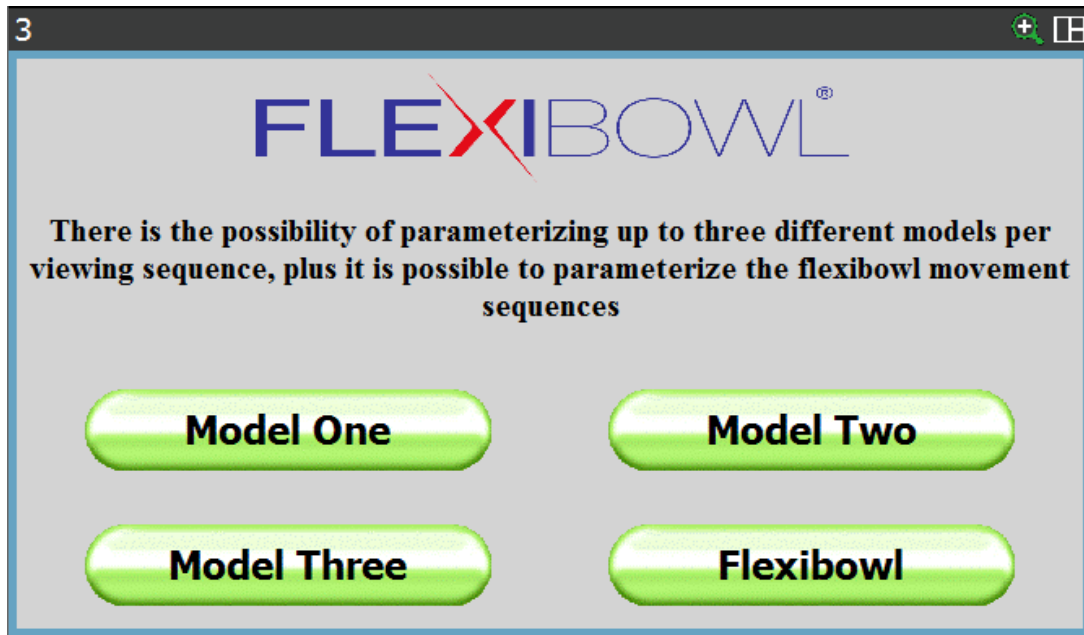 3
FLEXIBOWL®
There is the possibility of parameterizing up to three different models per
viewing sequence, plus it is possible to parameterize the flexibowl movement
sequences
Model One
Model Two
Model Three
Flexibowl